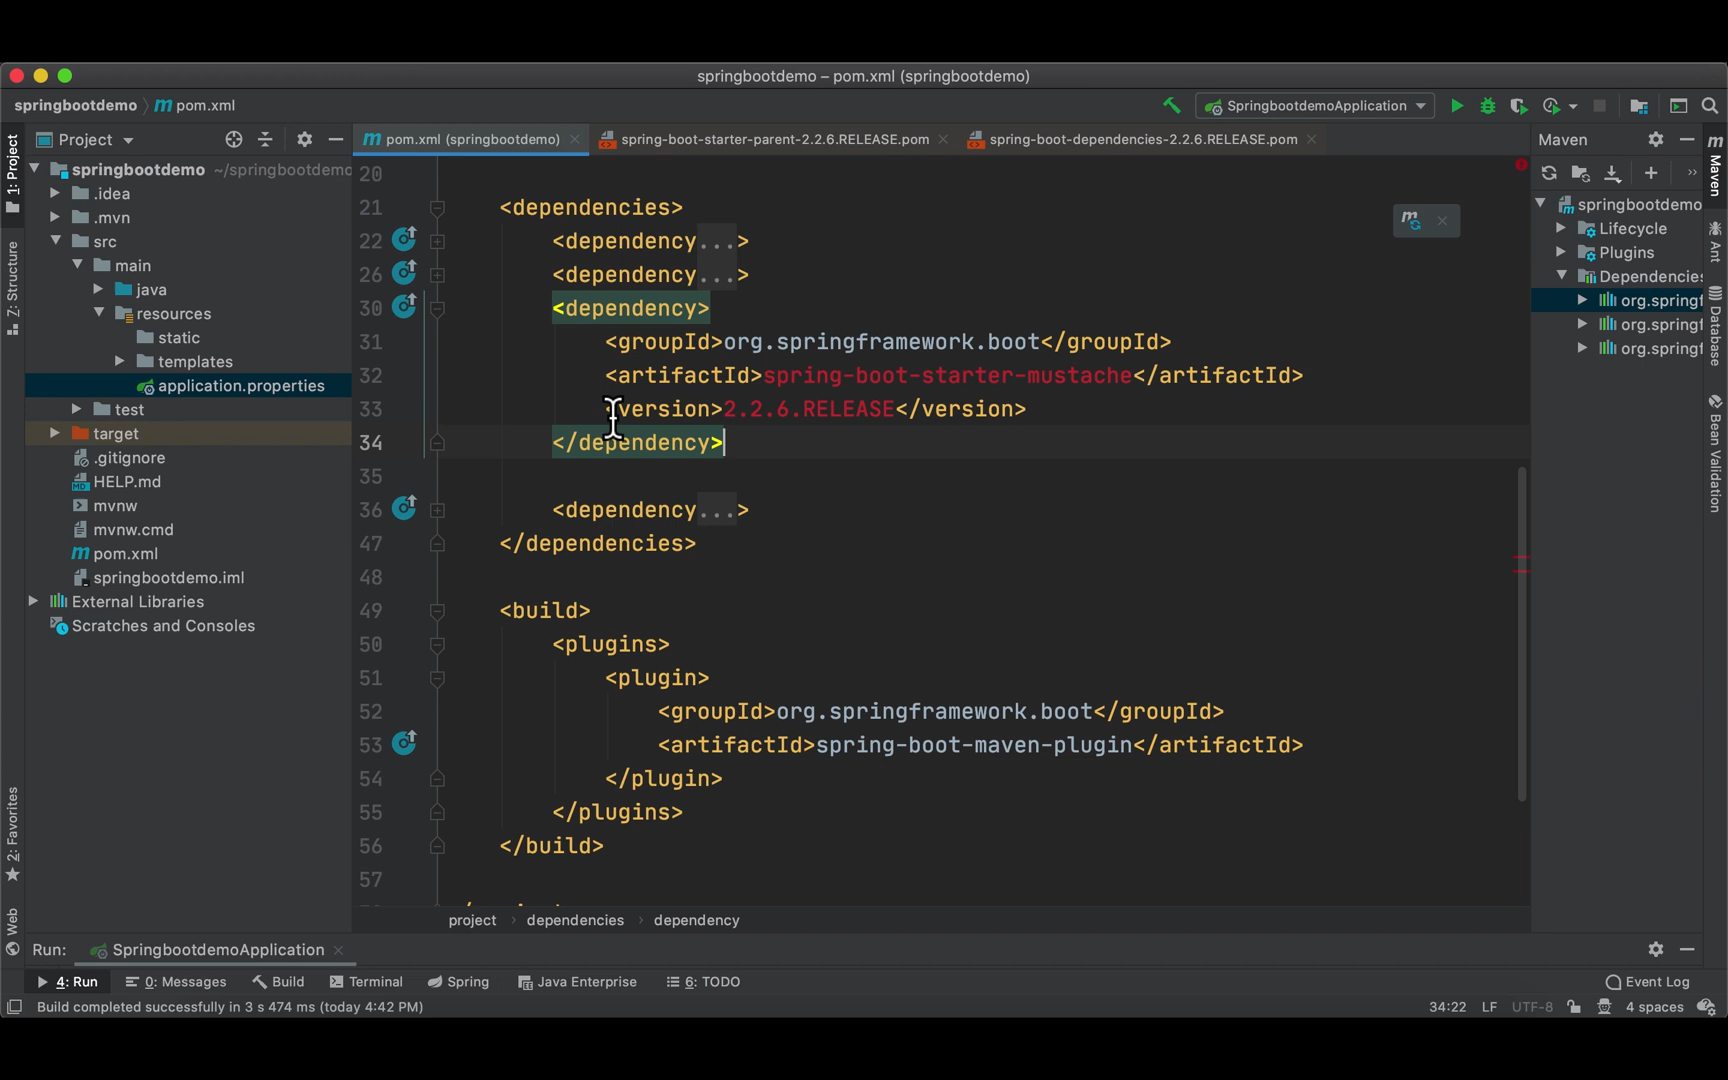 springbootdemo – pom.xml (springbootdemo)
springbootdemo pom.xml
SpringbootdemoApplication
1: Project
Z: Structure
2: Favorites
Web
Project
springbootdemo ~/springbootdemo
.idea
.mvn
src
main
java
resources
static
templates
application.properties
test
target
.gitignore
HELP.md
mvnw
mvnw.cmd
pom.xml
springbootdemo.iml
External Libraries
Scratches and Consoles
pom.xml (springbootdemo) spring-boot-starter-parent-2.2.6.RELEASE.pom spring-boot-dependencies-2.2.6.RELEASE.pom
20
21 <dependencies>
22 <dependency...>
26 <dependency...>
30 <dependency>
31 <groupId>org.springframework.boot</groupId>
32 <artifactId>spring-boot-starter-mustache</artifactId>
33 <version>2.2.6.RELEASE</version>
34 </dependency>
35
36 <dependency...>
47 </dependencies>
48
49 <build>
50 <plugins>
51 <plugin>
52 <groupId>org.springframework.boot</groupId>
53 <artifactId>spring-boot-maven-plugin</artifactId>
54 </plugin>
55 </plugins>
56 </build>
57
project dependencies dependency
Maven
springbootdemo
Lifecycle
Plugins
Dependencies
org.springf
org.springf
org.springf
Maven
Ant
Database
Bean Validation
Run: SpringbootdemoApplication
4: Run 0: Messages Build Terminal Spring Java Enterprise 6: TODO Event Log
Build completed successfully in 3 s 474 ms (today 4:42 PM) 34:22 LF UTF-8 4 spaces